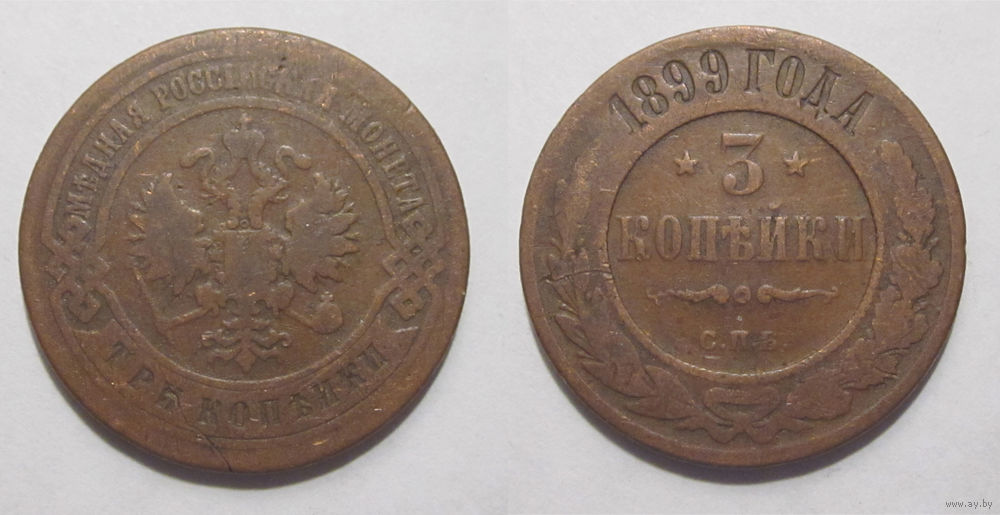 МѢДНАЯ РОССІЙСКАЯ МОНЕТА
ТРИ КОПѢЙКИ
1899 ГОДА
3
КОПѢЙКИ
С.П.Б.
www.ay.by